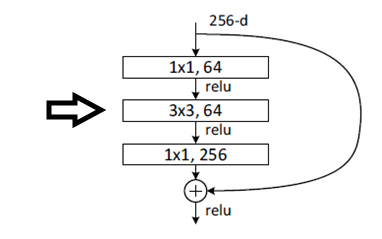 256-d
1x1, 64
relu
3x3, 64
relu
1x1, 256
relu